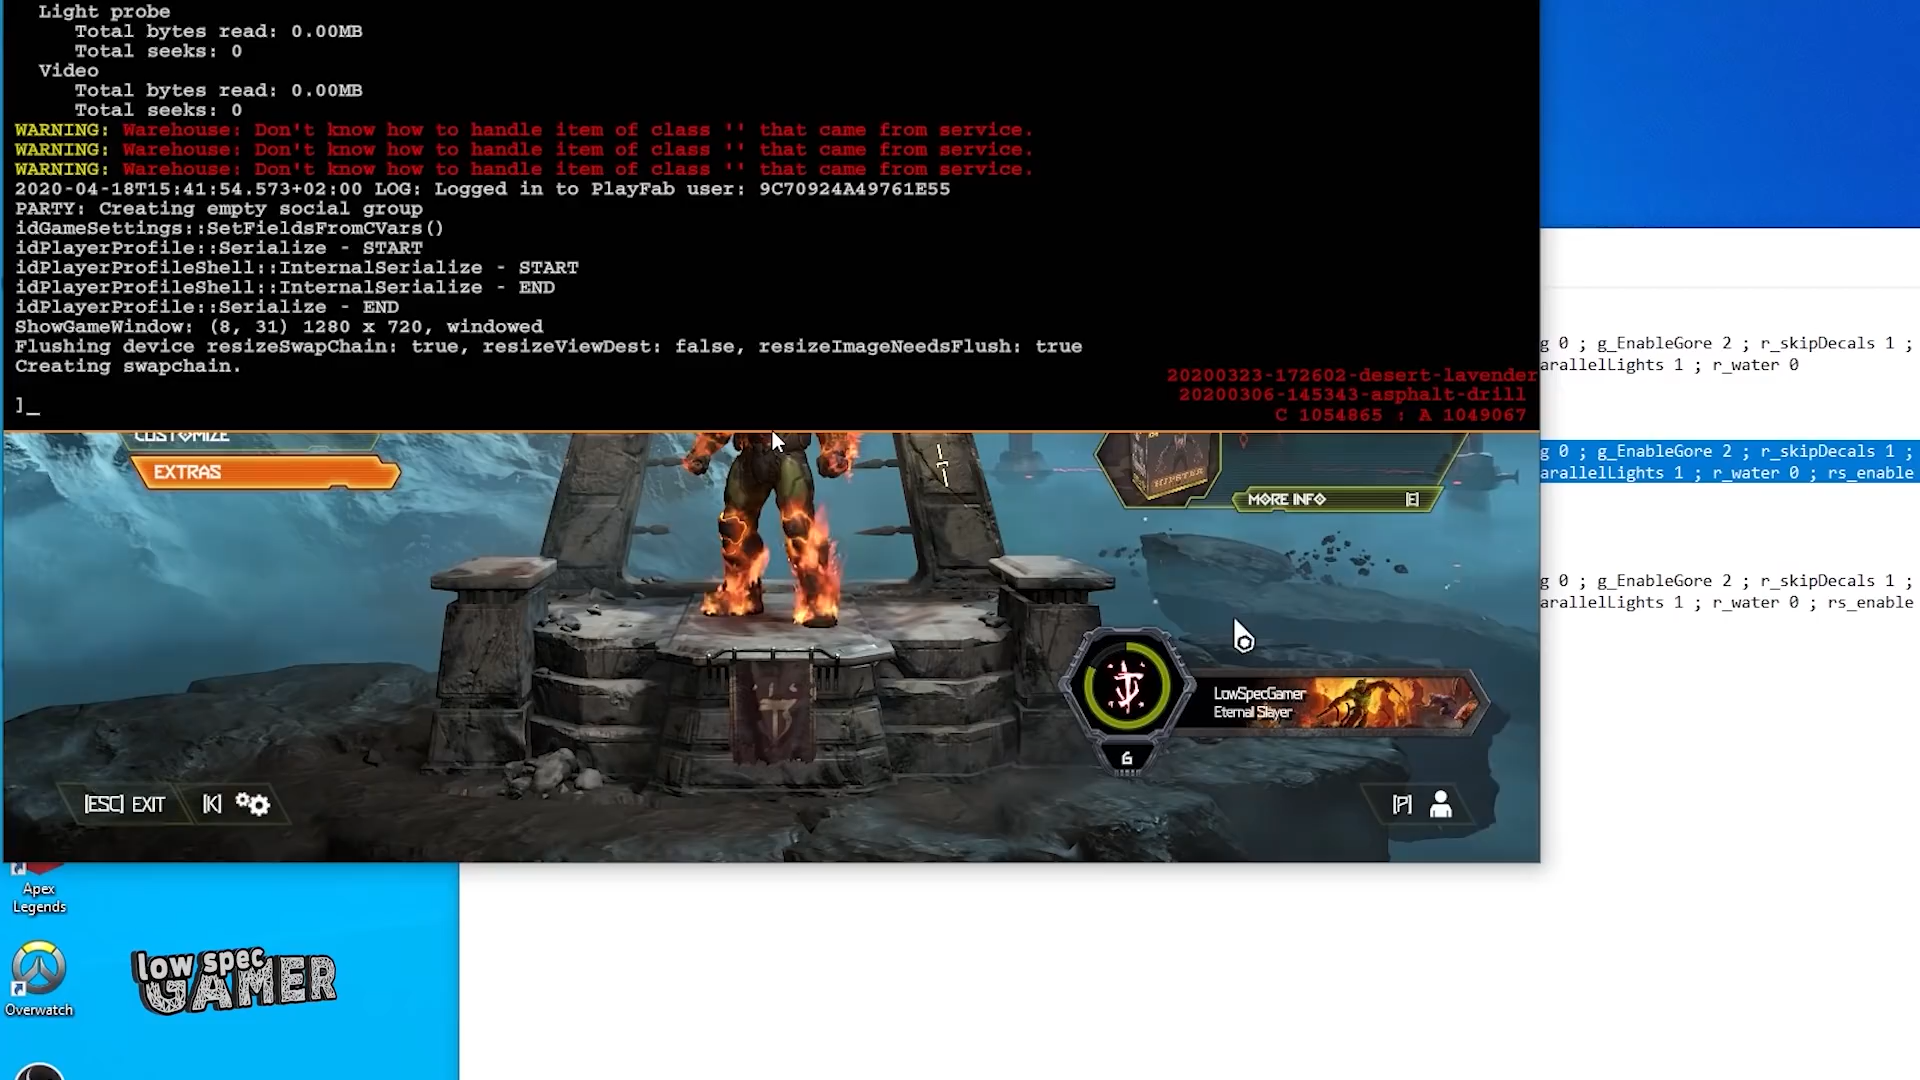 Light probe
Total bytes read: 0.00MB
Total seeks: 0
Video
Total bytes read: 0.00MB
Total seeks: 0
WARNING: Warehouse: Don't know how to handle item of class '' that came from service.
WARNING: Warehouse: Don't know how to handle item of class '' that came from service.
WARNING: Warehouse: Don't know how to handle item of class '' that came from service.
2020-04-18T15:41:54.573+02:00 LOG: Logged in to PlayFab user: 9C70924A49761E55
PARTY: Creating empty social group
idGameSettings::SetFieldsFromCVars()
idPlayerProfile::Serialize - START
idPlayerProfileShell::InternalSerialize - START
idPlayerProfileShell::InternalSerialize - END
idPlayerProfile::Serialize - END
ShowGameWindow: (8, 31) 1280 x 720, windowed
Flushing device resizeSwapChain: true, resizeViewDest: false, resizeImageNeedsFlush: true
Creating swapchain.
20200323-172602-desert-lavender
20200306-145343-asphalt-drill
C 1054865 : A 1049067
]_
g 0 ; g_EnableGore 2 ; r_skipDecals 1 ;
arallelLights 1 ; r_water 0
g 0 ; g_EnableGore 2 ; r_skipDecals 1 ;
arallelLights 1 ; r_water 0 ; rs_enable
g 0 ; g_EnableGore 2 ; r_skipDecals 1 ;
arallelLights 1 ; r_water 0 ; rs_enable
CUSTOMIZE
EXTRAS
HIPSTER
MORE INFO [E]
LowSpecGamer
Eternal Slayer
6
[ESC] EXIT [K]
[P]
Apex
Legends
Overwatch
low spec
GAMER